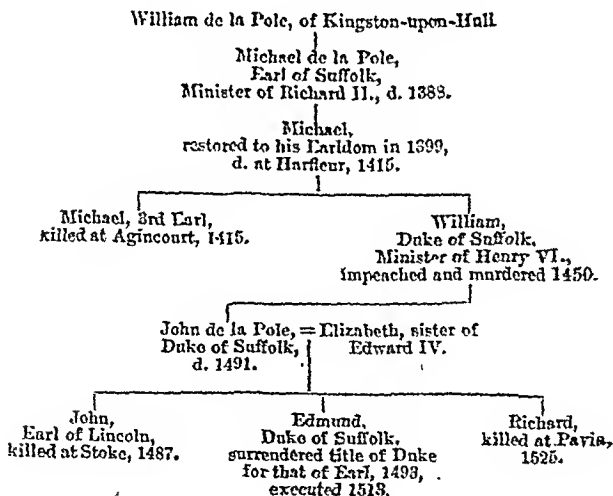 William de la Pole, of Kingston-upon-Hull
Michael de la Pole,
Earl of Suffolk,
Minister of Richard II., d. 1388.
Michael,
restored to his Earldom in 1399,
d. at Harfleur, 1415.
Michael, 3rd Earl,
killed at Agincourt, 1415.
William,
Duke of Suffolk.
Minister of Henry VI.,
impeached and murdered 1450.
John de la Pole, = Elizabeth, sister of
Duke of Suffolk, Edward IV.
d. 1491.
John,
Earl of Lincoln,
killed at Stoke, 1487.
Edmund,
Duke of Suffolk.
surrendered title of Duke
for that of Earl, 1493,
executed 1513.
Richard,
killed at Pavia,
1525.